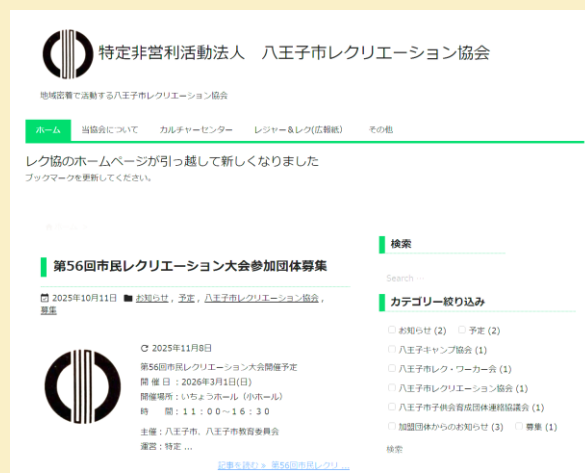 特定非営利活動法人　八王子市レクリエーション協会
地域密着で活動する八王子市レクリエーション協会
ホーム 当協会について カルチャーセンター レジャー＆レク(広報紙) その他
レク協のホームページが引っ越して新しくなりました
ブックマークを更新してください。
第56回市民レクリエーション大会参加団体募集
2025年10月11日 お知らせ , 予定 , 八王子市レクリエーション協会 ,
募集
2025年11月8日
第56回市民レクリエーション大会開催予定
開 催 日 ：2026年3月1日(日)
開催場所：いちょうホール（小ホール）
時　　間：１１：００～１６：３０
主催：八王子市、八王子市教育委員会
運営：特定 ...
記事を読む » 第56回市民レクリ ...
検索
Search …
カテゴリー絞り込み
お知らせ (2) 予定 (2)
八王子キャンプ協会 (1)
八王子市レク・ワーカー会 (1)
八王子市レクリエーション協会 (1)
八王子市子供会育成団体連絡協議会 (1)
加盟団体からのお知らせ (3) 募集 (1)
検索